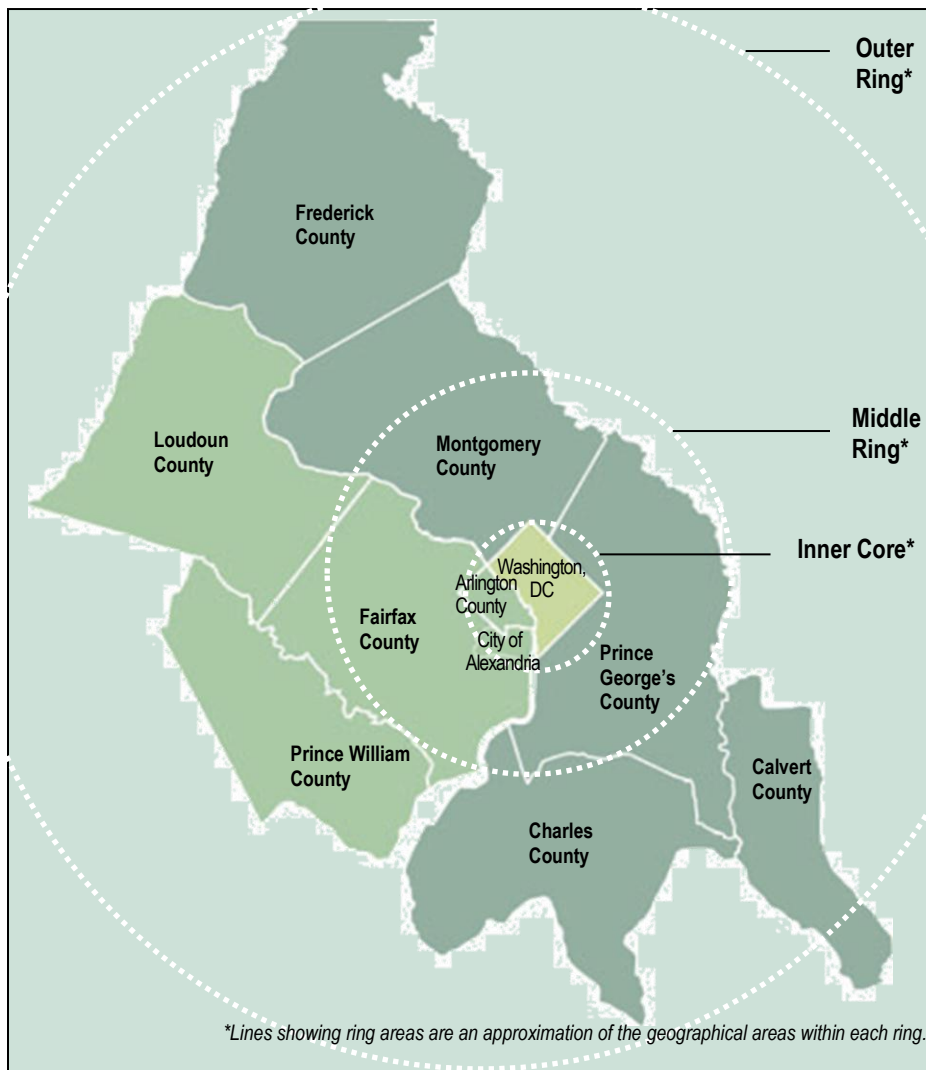 Outer
Ring*
Frederick
County
Middle
Ring*
Loudoun
County
Montgomery
County
Inner Core*
Washington,
DC
Arlington
County
Fairfax
County
City of
Alexandria
Prince
George’s
County
Prince William
County
Calvert
County
Charles
County
*Lines showing ring areas are an approximation of the geographical areas within each ring.